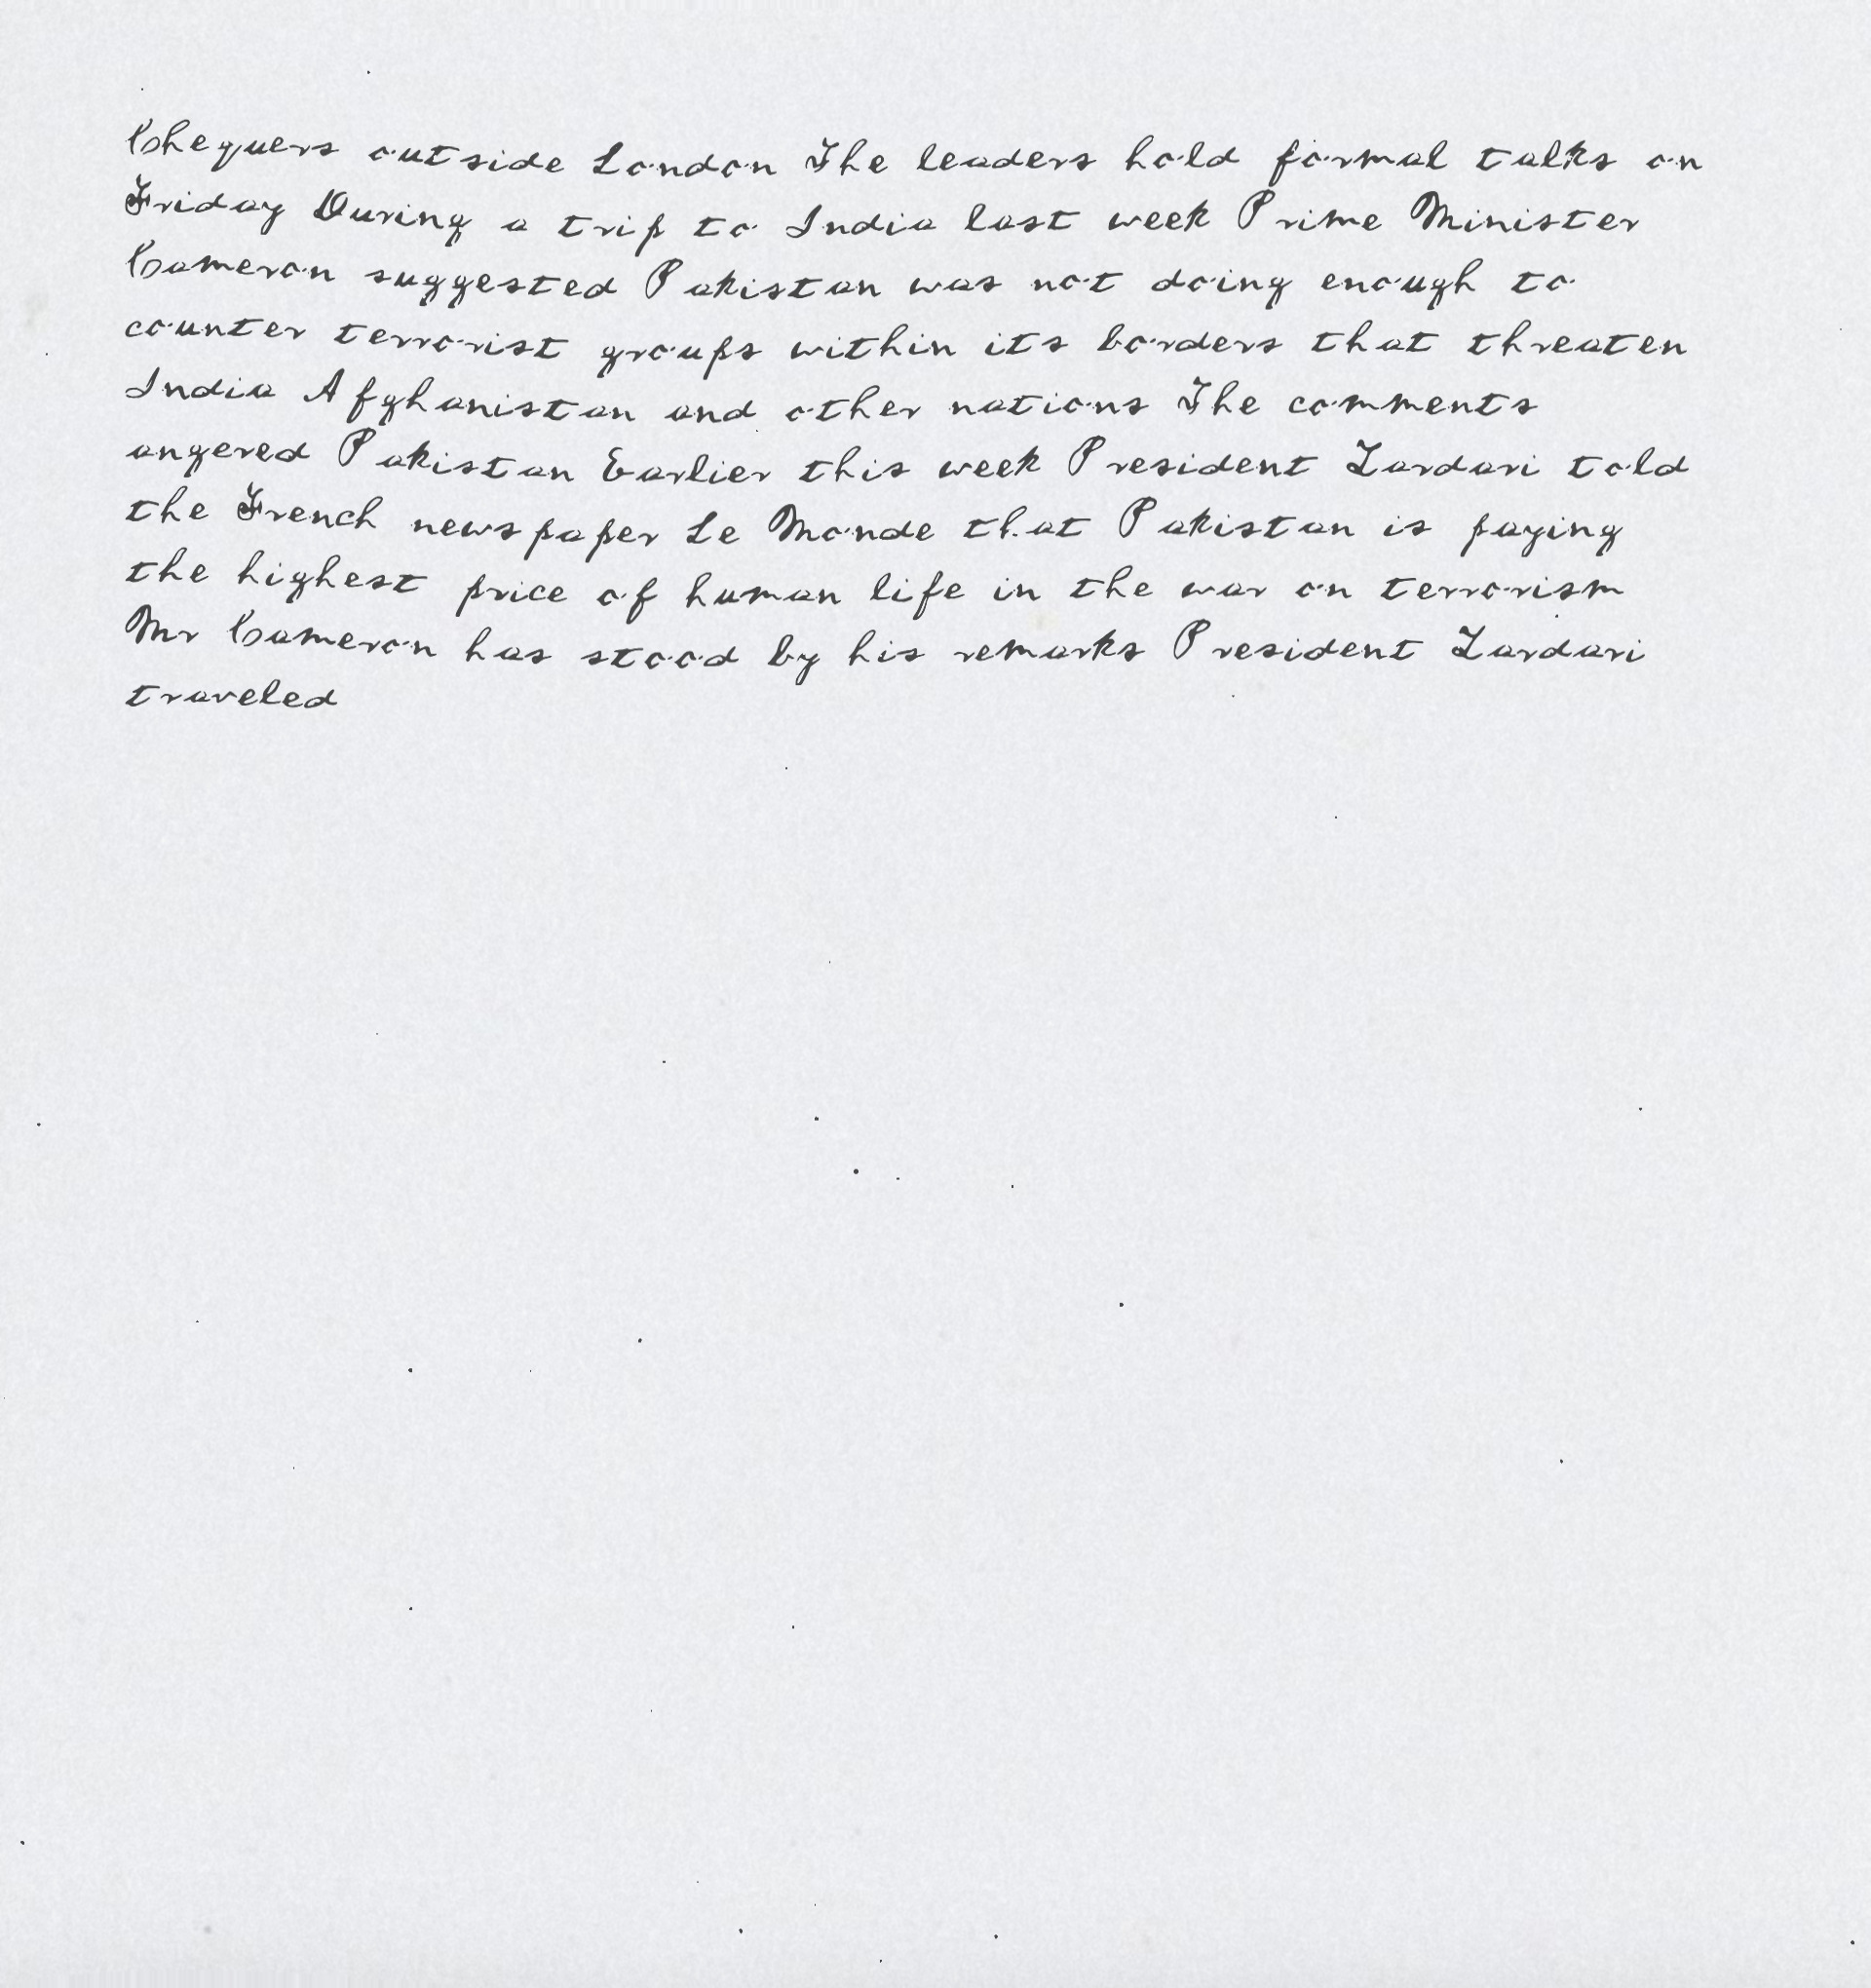 Chequers outside London The leaders hold formal talks on
Friday During a trip to India last week Prime Minister
Cameron suggested Pakistan was not doing enough to
counter terrorist groups within its borders that threaten
India Afghanistan and other nations The comments
angered Pakistan Earlier this week President Zardari told
the French newspaper Le Monde that Pakistan is paying
the highest price of human life in the war on terrorism
Mr Cameron has stood by his remarks President Zardari
traveled